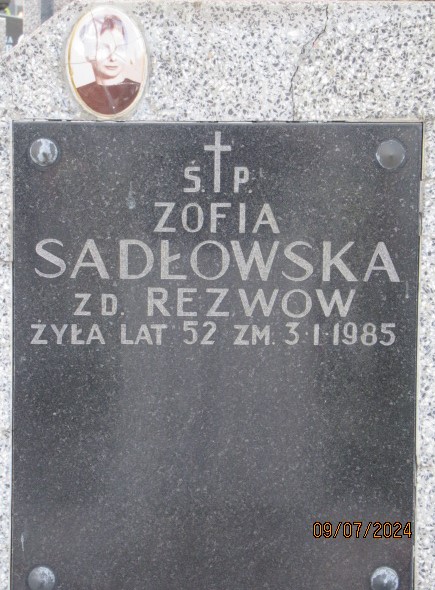 Ś.P.
ZOFIA
SADŁOWSKA
ZD. REZWOW
ŻYŁA LAT 52 ZM. 3·I·1985
09/07/2024